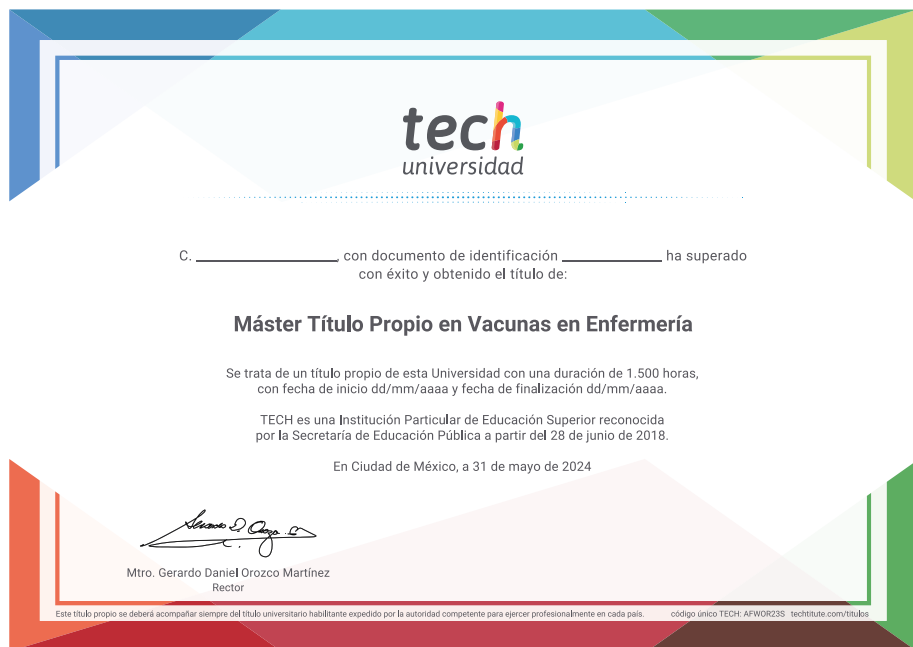 tech
universidad
C. ____________________, con documento de identificación ______________ ha superado
con éxito y obtenido el título de:
Máster Título Propio en Vacunas en Enfermería
Se trata de un título propio de esta Universidad con una duración de 1.500 horas,
con fecha de inicio dd/mm/aaaa y fecha de finalización dd/mm/aaaa.
TECH es una Institución Particular de Educación Superior reconocida
por la Secretaría de Educación Pública a partir del 28 de junio de 2018.
En Ciudad de México, a 31 de mayo de 2024
Mtro. Gerardo Daniel Orozco Martínez
Rector
Este título propio se deberá acompañar siempre del título universitario habilitante expedido por la autoridad competente para ejercer profesionalmente en cada país. código único TECH: AFWOR23S techtitute.com/titulos